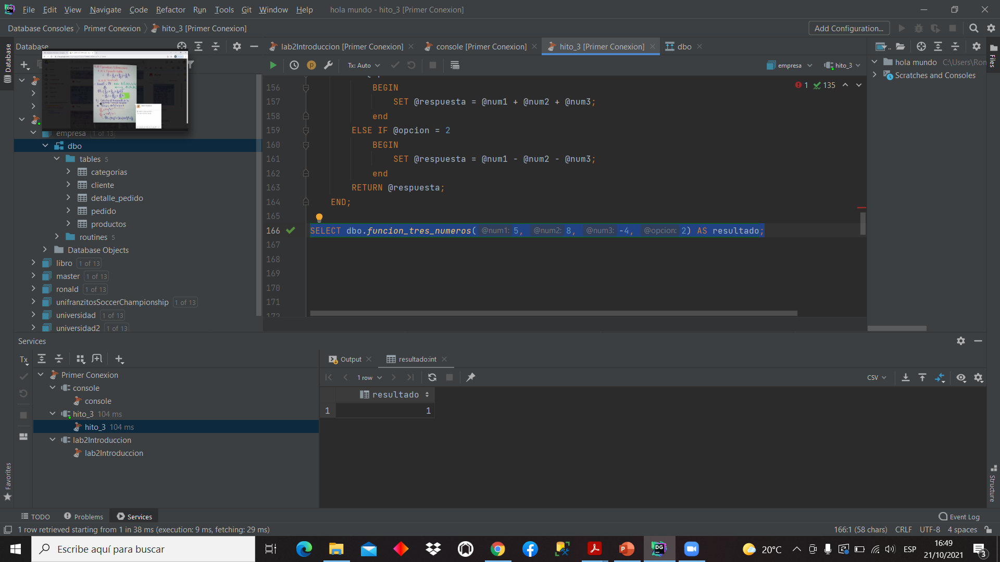 File Edit View Navigate Code Refactor Run Tools Git Window Help hola mundo - hito_3 [Primer Conexion]
Database Consoles Primer Conexion hito_3 [Primer Conexion] Add Configuration...
Database
lab2Introduccion [Primer Conexion] console [Primer Conexion] hito_3 [Primer Conexion] dbo
Tx: Auto empresa hito_3
hola mundo C:\Users\Ron
Scratches and Consoles
Files
Database
empresa 1 of 13
dbo
tables 5
categorias
cliente
detalle_pedido
pedido
productos
routines 5
Database Objects
libro 1 of 13
master 1 of 13
ronald 1 of 13
unifranzitosSoccerChampionship 1 of 13
universidad 1 of 13
universidad2 1 of 13
1 135
156 BEGIN
157 SET @respuesta = @num1 + @num2 + @num3;
158 end
159 ELSE IF @opcion = 2
160 BEGIN
161 SET @respuesta = @num1 - @num2 - @num3;
162 end
163 RETURN @respuesta;
164 END;
165
166 SELECT dbo.funcion_tres_numeros( @num1: 5, @num2: 8, @num3: -4, @opcion: 2) AS resultado;
167
168
169
170
171
172
Services
Tx
Primer Conexion
console
console
hito_3 104 ms
hito_3 104 ms
lab2Introduccion
lab2Introduccion
Output resultado:int
1 row CSV
resultado
1 1
Favorites
Structure
TODO Problems Services Event Log
1 row retrieved starting from 1 in 38 ms (execution: 9 ms, fetching: 29 ms) 166:1 (58 chars) CRLF UTF-8 4 spaces
Escribe aquí para buscar
DG
20°C
ESP
16:49
21/10/2021
3